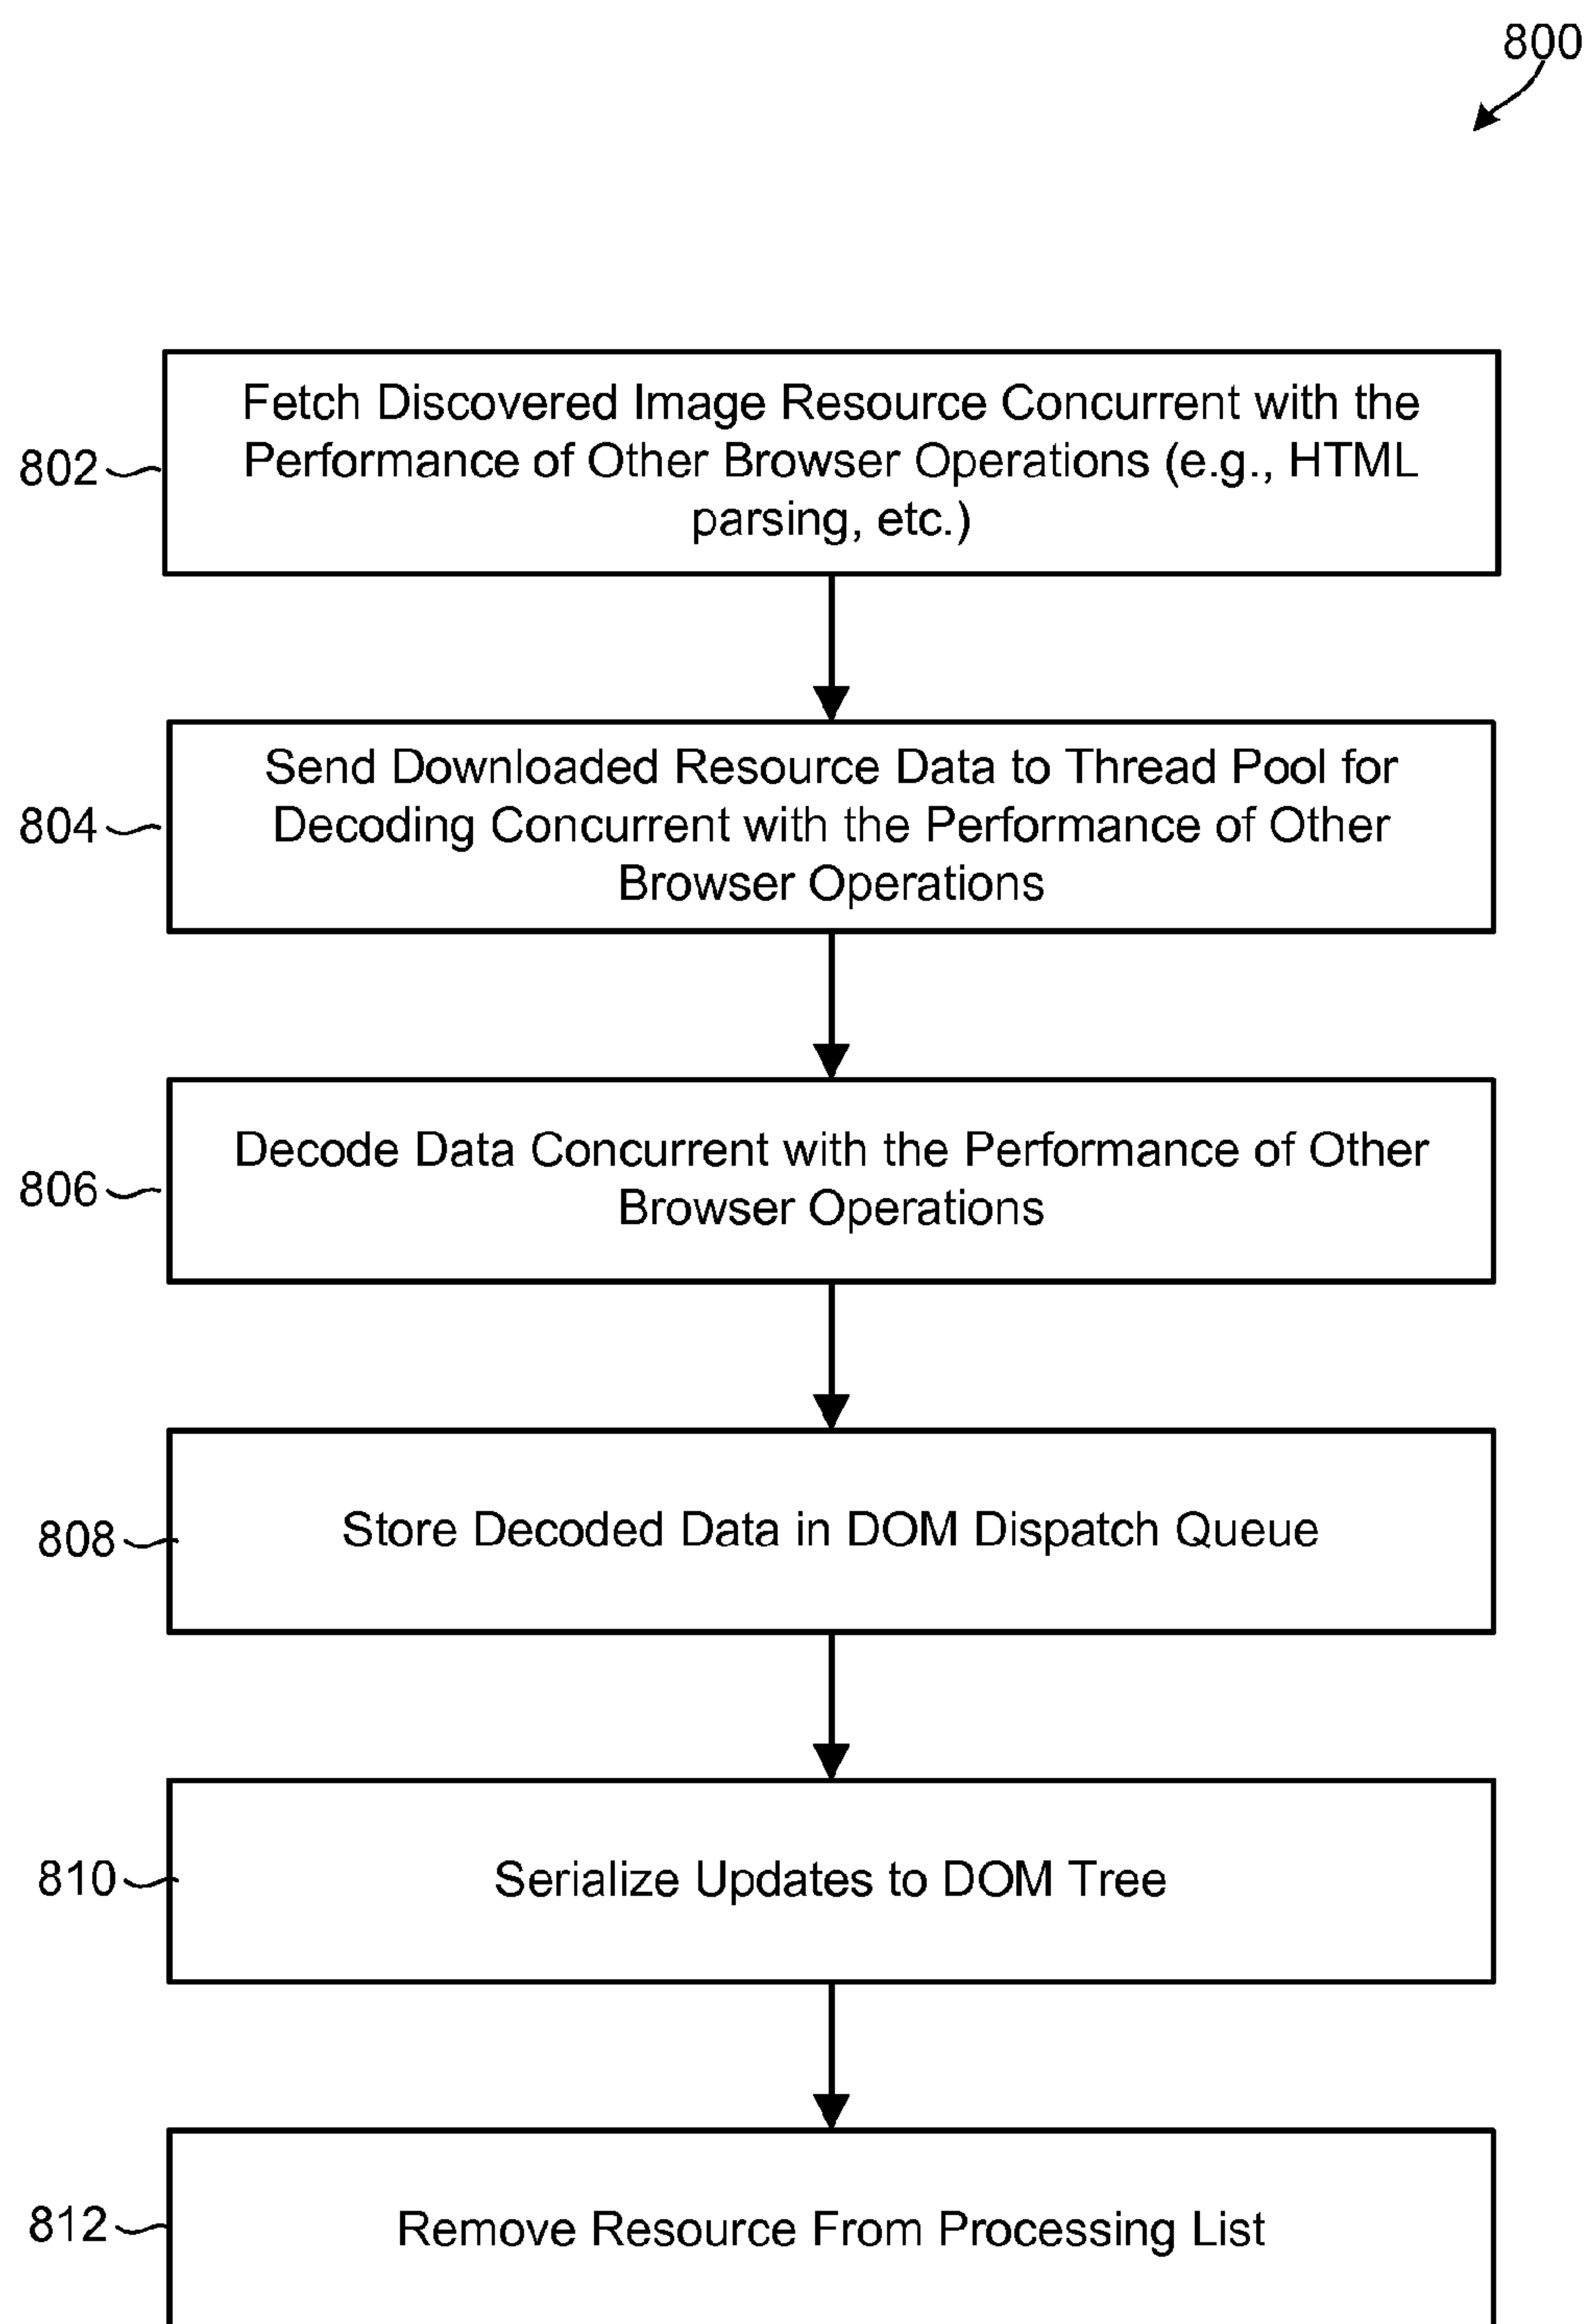 800
Fetch Discovered Image Resource Concurrent with the
802
Performance of Other Browser Operations (e.g., HTML
parsing, etc.)
Send Downloaded Resource Data to Thread Pool for
804
Decoding Concurrent with the Performance of Other
Browser Operations
Decode Data Concurrent with the Performance of Other
806
Browser Operations
808
Store Decoded Data in DOM Dispatch Queue
810
Serialize Updates to DOM Tree
812
Remove Resource From Processing List